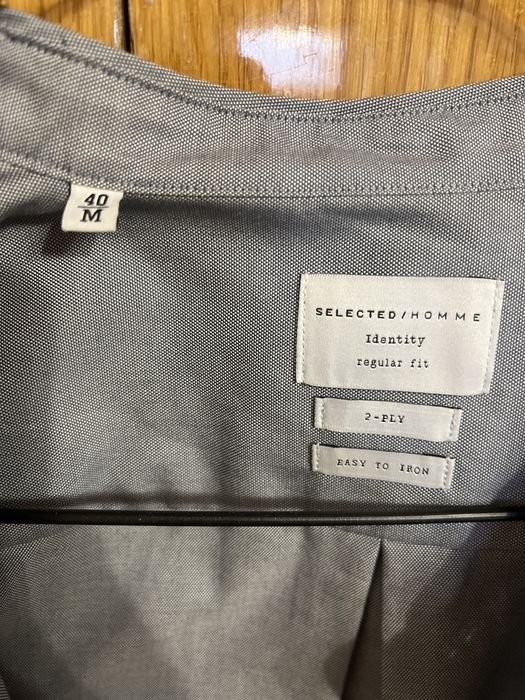 40
M
SELECTED/HOMME
Identity
regular fit
2-PLY
EASY TO IRON